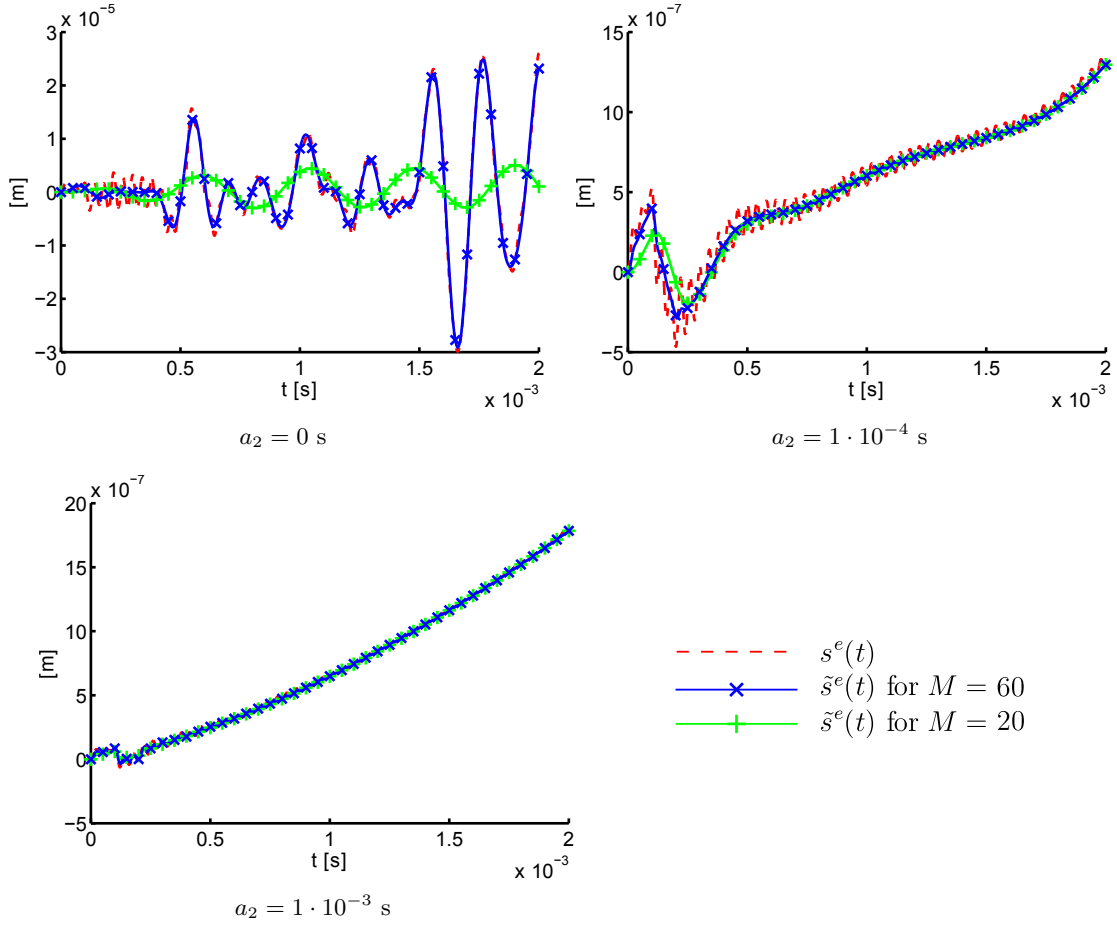 x 10⁻⁵
3
2
1
0
−1
−2
−3
[m]
0
0.5
1
1.5
2
t [s]
x 10⁻³
a₂ = 0 s
x 10⁻⁷
15
10
5
0
−5
[m]
0
0.5
1
1.5
2
t [s]
x 10⁻³
a₂ = 1 · 10⁻⁴ s
x 10⁻⁷
20
15
10
5
0
−5
[m]
0
0.5
1
1.5
2
t [s]
x 10⁻³
a₂ = 1 · 10⁻³ s
sᵉ(t)
s̃ᵉ(t) for M = 60
s̃ᵉ(t) for M = 20